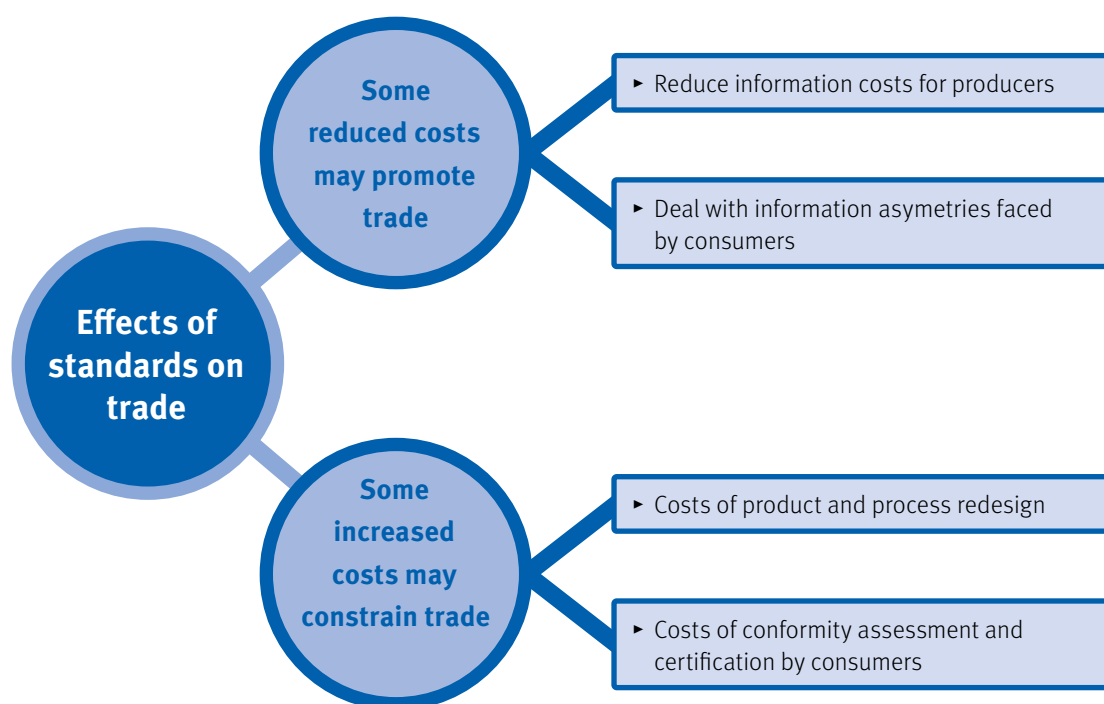 Effects of
standards on
trade
Some
reduced costs
may promote
trade
► Reduce information costs for producers
► Deal with information asymetries faced
by consumers
Some
increased
costs may
constrain trade
► Costs of product and process redesign
► Costs of conformity assessment and
certification by consumers